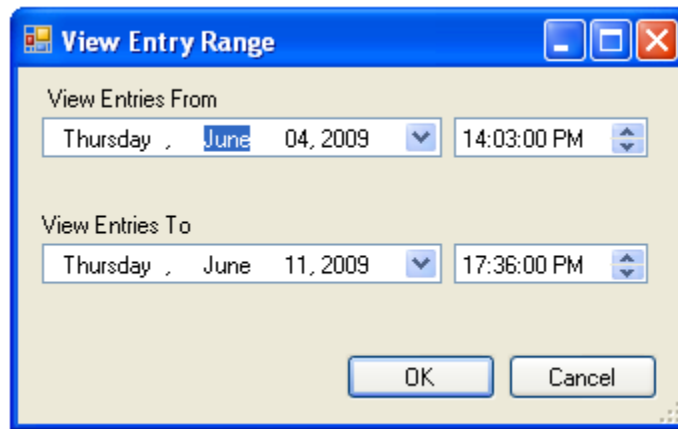 View Entry Range
View Entries From
Thursday , June 04, 2009 14:03:00 PM
View Entries To
Thursday , June 11, 2009 17:36:00 PM
OK Cancel